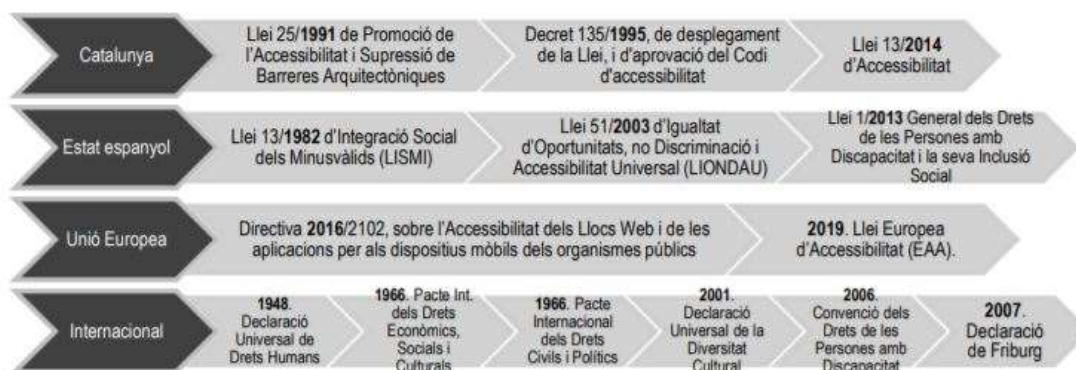 Catalunya
Llei 25/1991 de Promoció de
l'Accessibilitat i Supressió de
Barreres Arquitectòniques
Decret 135/1995, de desplegament
de la Llei, i d'aprovació del Codi
d'accessibilitat
Llei 13/2014
d'Accessibilitat
Estat espanyol
Llei 13/1982 d'Integració Social
dels Minusvàlids (LISMI)
Llei 51/2003 d'Igualtat
d'Oportunitats, no Discriminació i
Accessibilitat Universal (LIONDAU)
Llei 1/2013 General dels Drets
de les Persones amb
Discapacitat i la seva Inclusió
Social
Unió Europea
Directiva 2016/2102, sobre l'Accessibilitat dels Llocs Web i de les
aplicacions per als dispositius mòbils dels organismes públics
2019. Llei Europea
d'Accessibilitat (EAA).
Internacional
1948.
Declaració
Universal de
Drets Humans
1966. Pacte Int.
dels Drets
Econòmics,
Socials i
Culturals
1966. Pacte
Internacional
dels Drets
Civils i Polítics
2001.
Declaració
Universal de la
Diversitat
Cultural
2006.
Convenció dels
Drets de les
Persones amb
Discapacitat
2007.
Declaració
de Friburg